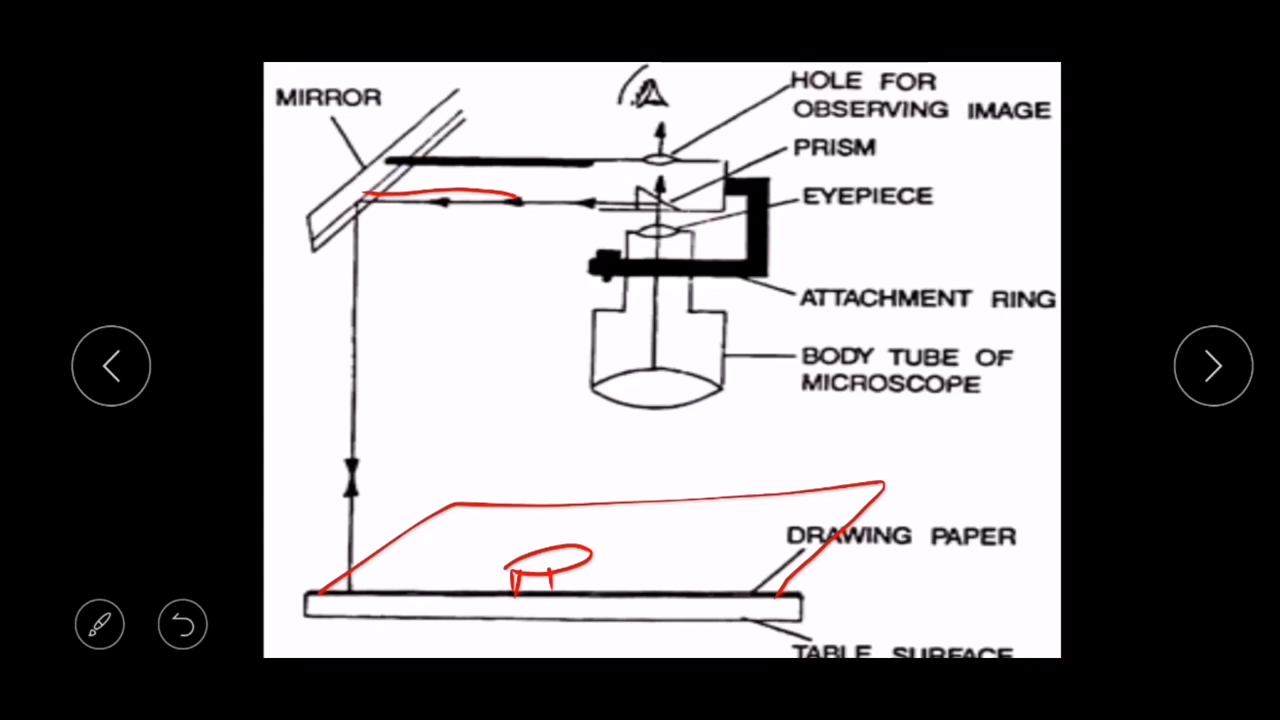 MIRROR
HOLE FOR
OBSERVING IMAGE
PRISM
EYEPIECE
ATTACHMENT RING
BODY TUBE OF
MICROSCOPE
DRAWING PAPER
TABLE SURFACE